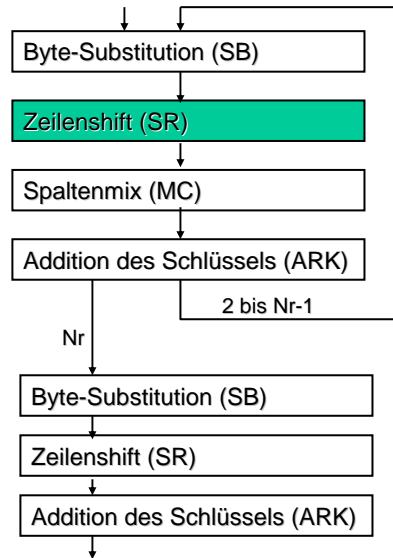 Byte-Substitution (SB)
Zeilenshift (SR)
Spaltenmix (MC)
Addition des Schlüssels (ARK)
2 bis Nr-1
Nr
Byte-Substitution (SB)
Zeilenshift (SR)
Addition des Schlüssels (ARK)